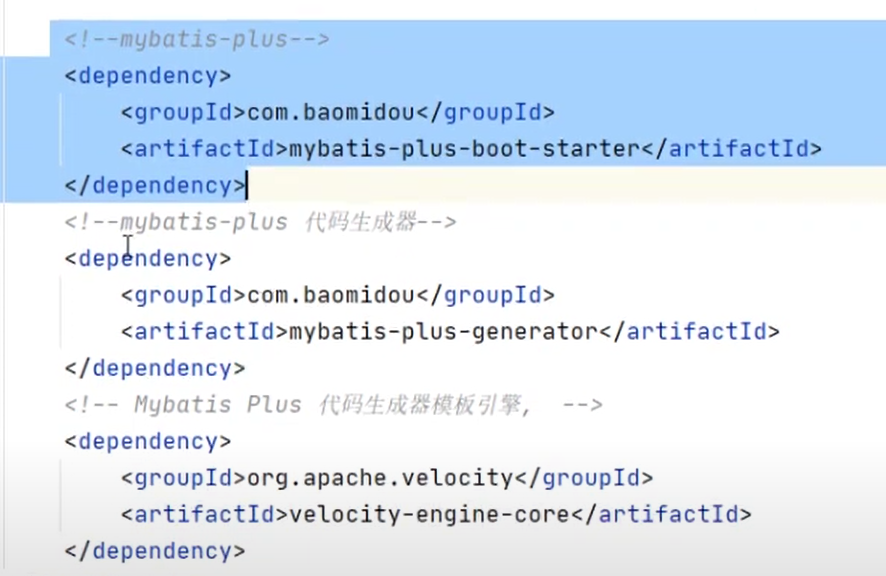 <!--mybatis-plus-->
<dependency>
    <groupId>com.baomidou</groupId>
    <artifactId>mybatis-plus-boot-starter</artifactId>
</dependency>
<!--mybatis-plus 代码生成器-->
<dependency>
    <groupId>com.baomidou</groupId>
    <artifactId>mybatis-plus-generator</artifactId>
</dependency>
<!-- Mybatis Plus 代码生成器模板引擎,  -->
<dependency>
    <groupId>org.apache.velocity</groupId>
    <artifactId>velocity-engine-core</artifactId>
</dependency>